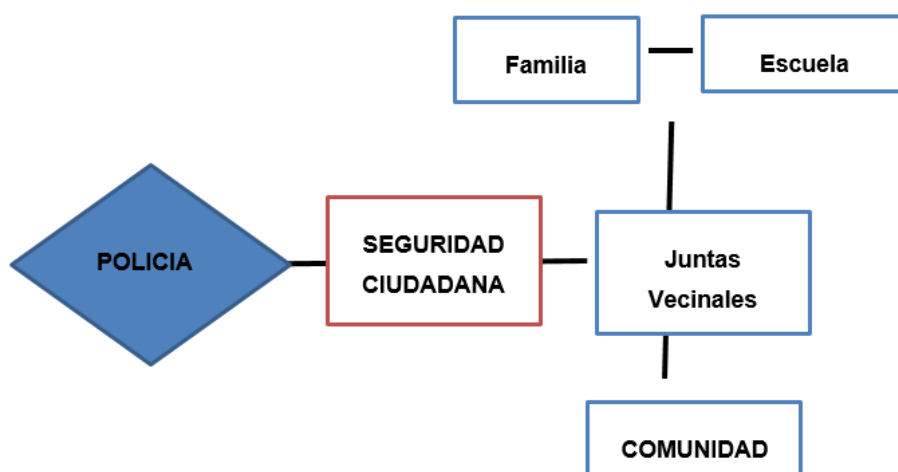 Familia
Escuela
POLICIA
SEGURIDAD
CIUDADANA
Juntas
Vecinales
COMUNIDAD